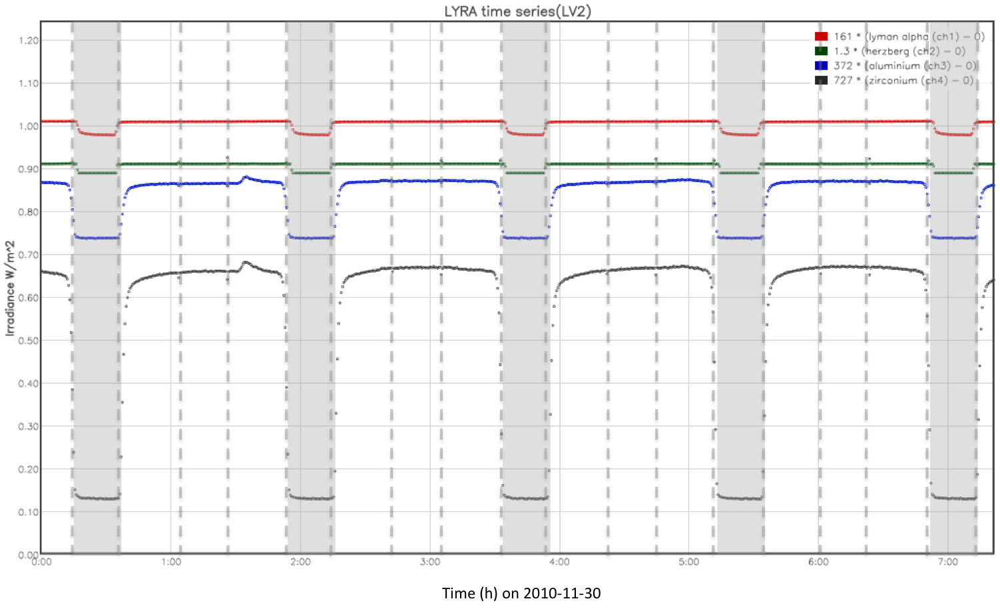 LYRA time series(LV2)
161 * (lyman alpha (ch1) – 0)
1.3 * (herzberg (ch2) – 0)
372 * (aluminium (ch3) – 0)
727 * (zirconium (ch4) – 0)
Irradiance W/m^2
1.20
1.10
1.00
0.90
0.80
0.70
0.60
0.50
0.40
0.30
0.20
0.10
0.00
0:00 1:00 2:00 3:00 4:00 5:00 6:00 7:00
Time (h) on 2010-11-30